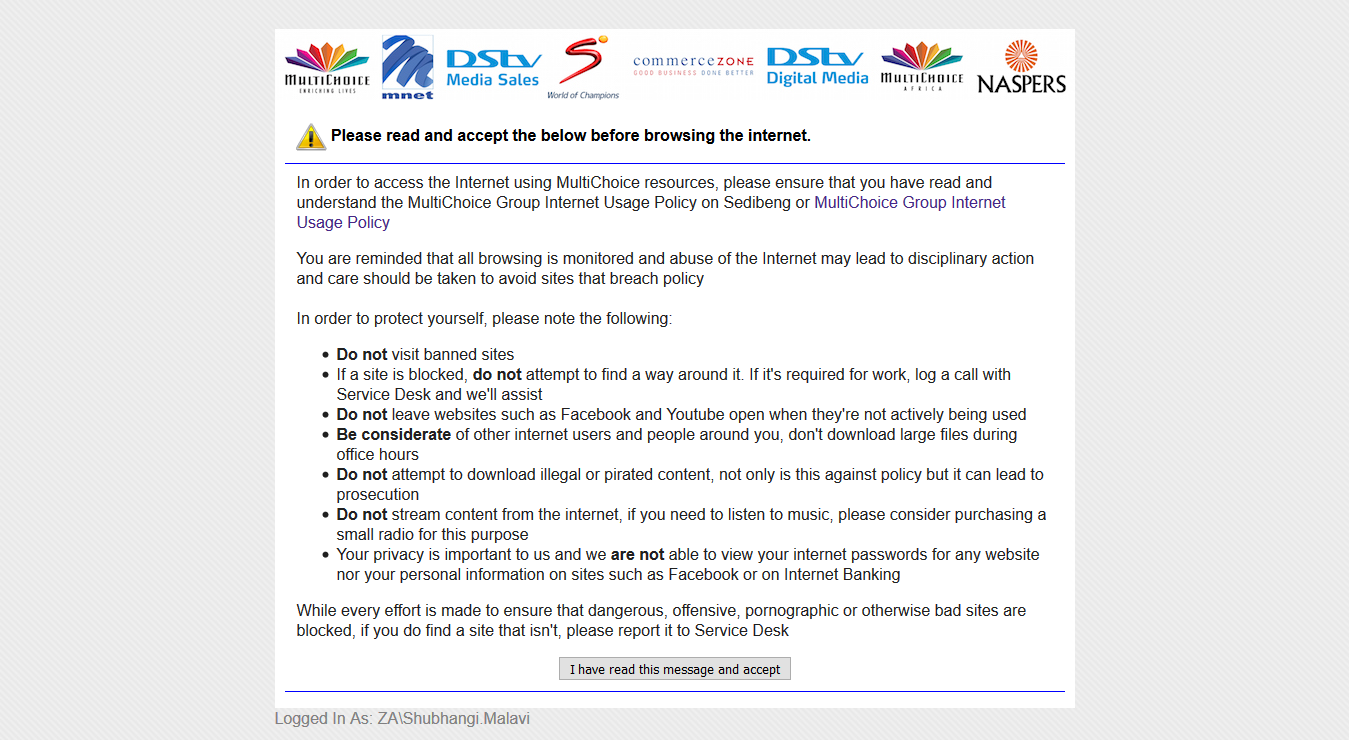 MULTICHOICE
ENRICHING LIVES
mnet
DStv
Media Sales
World of Champions
commercezone
GOOD BUSINESS DONE BETTER
DStv
Digital Media
MULTICHOICE
AFRICA
NASPERS
Please read and accept the below before browsing the internet.
In order to access the Internet using MultiChoice resources, please ensure that you have read and
understand the MultiChoice Group Internet Usage Policy on Sedibeng or MultiChoice Group Internet
Usage Policy
You are reminded that all browsing is monitored and abuse of the Internet may lead to disciplinary action
and care should be taken to avoid sites that breach policy
In order to protect yourself, please note the following:
• Do not visit banned sites
• If a site is blocked, do not attempt to find a way around it. If it's required for work, log a call with
Service Desk and we'll assist
• Do not leave websites such as Facebook and Youtube open when they're not actively being used
• Be considerate of other internet users and people around you, don't download large files during
office hours
• Do not attempt to download illegal or pirated content, not only is this against policy but it can lead to
prosecution
• Do not stream content from the internet, if you need to listen to music, please consider purchasing a
small radio for this purpose
• Your privacy is important to us and we are not able to view your internet passwords for any website
nor your personal information on sites such as Facebook or on Internet Banking
While every effort is made to ensure that dangerous, offensive, pornographic or otherwise bad sites are
blocked, if you do find a site that isn't, please report it to Service Desk
I have read this message and accept
Logged In As: ZA\Shubhangi.Malavi